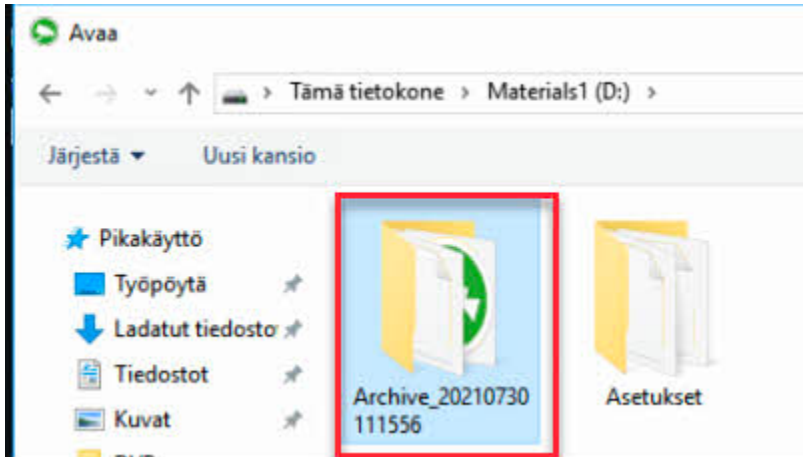 Avaa
Tämä tietokone > Materials1 (D:) >
Järjestä Uusi kansio
Pikakäyttö
Työpöytä
Ladatut tiedosto
Tiedostot
Kuvat
Archive_20210730
111556
Asetukset